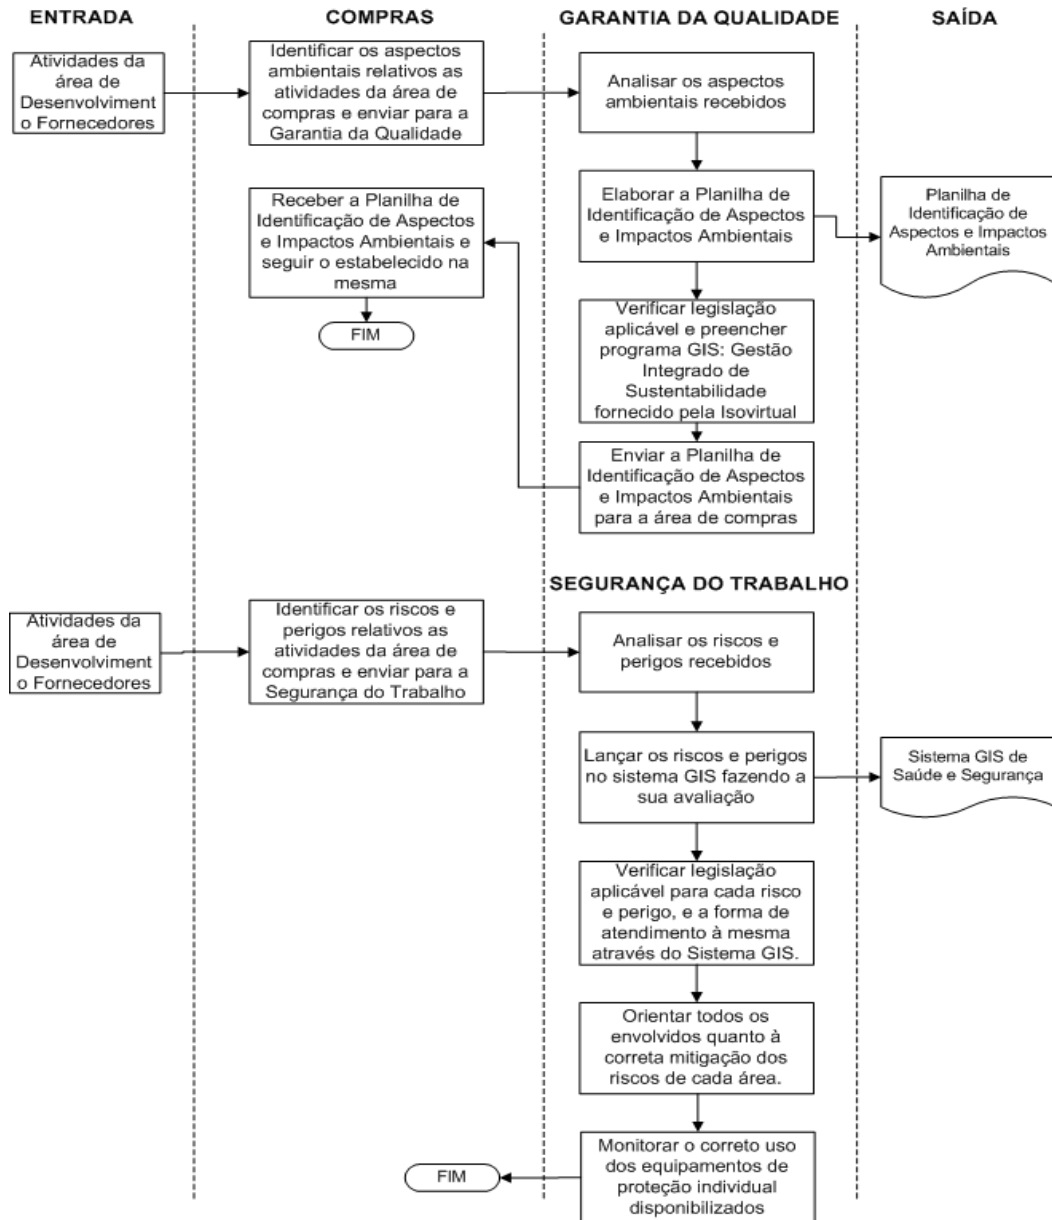 ENTRADA
COMPRAS
GARANTIA DA QUALIDADE
SAÍDA
Atividades da
área de
Desenvolviment
o Fornecedores
Identificar os aspectos
ambientais relativos as
atividades da área de
compras e enviar para a
Garantia da Qualidade
Analisar os aspectos
ambientais recebidos
Receber a Planilha de
Identificação de Aspectos
e Impactos Ambientais e
seguir o estabelecido na
mesma
FIM
Elaborar a Planilha de
Identificação de Aspectos
e Impactos Ambientais
Planilha de
Identificação de
Aspectos e Impactos
Ambientais
Verificar legislação
aplicável e preencher
programa GIS: Gestão
Integrado de
Sustentabilidade
fornecido pela Isovirtual
Enviar a Planilha de
Identificação de Aspectos
e Impactos Ambientais
para a área de compras
SEGURANÇA DO TRABALHO
Atividades da
área de
Desenvolviment
o Fornecedores
Identificar os riscos e
perigos relativos as
atividades da área de
compras e enviar para a
Segurança do Trabalho
Analisar os riscos e
perigos recebidos
Lançar os riscos e perigos
no sistema GIS fazendo a
sua avaliação
Sistema GIS de
Saúde e Segurança
Verificar legislação
aplicável para cada risco
e perigo, e a forma de
atendimento à mesma
através do Sistema GIS.
Orientar todos os
envolvidos quanto à
correta mitigação dos
riscos de cada área.
Monitorar o correto uso
dos equipamentos de
proteção individual
disponibilizados
FIM